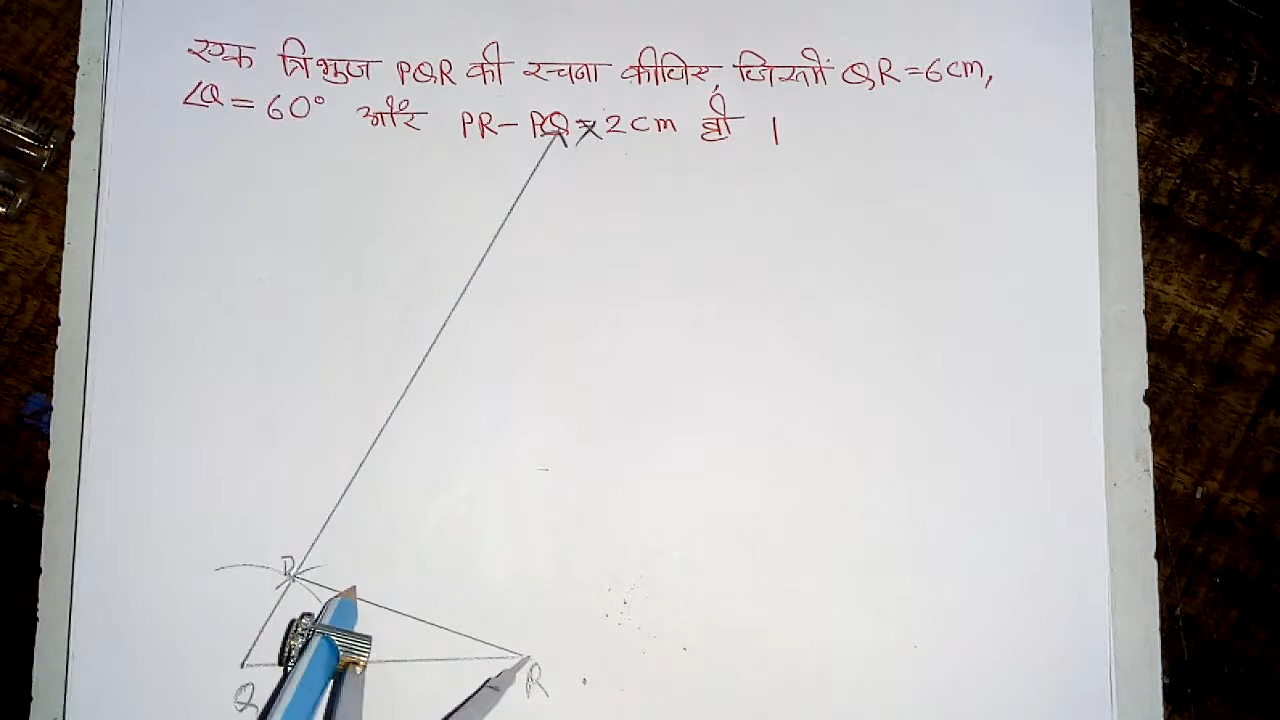 एक त्रिभुज PQR की रचना कीजिए, जिसमें QR = 6cm,
∠Q = 60° और PR - PQ = 2cm हो ।
X
D
Q
R